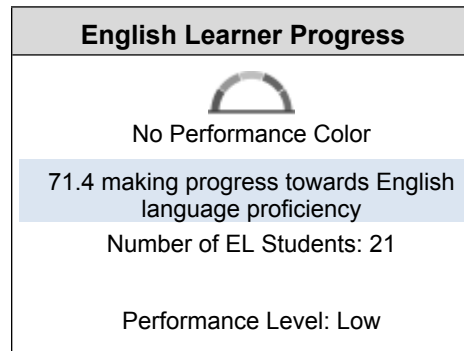 English Learner Progress
No Performance Color
71.4 making progress towards English
language proficiency
Number of EL Students: 21
Performance Level: Low